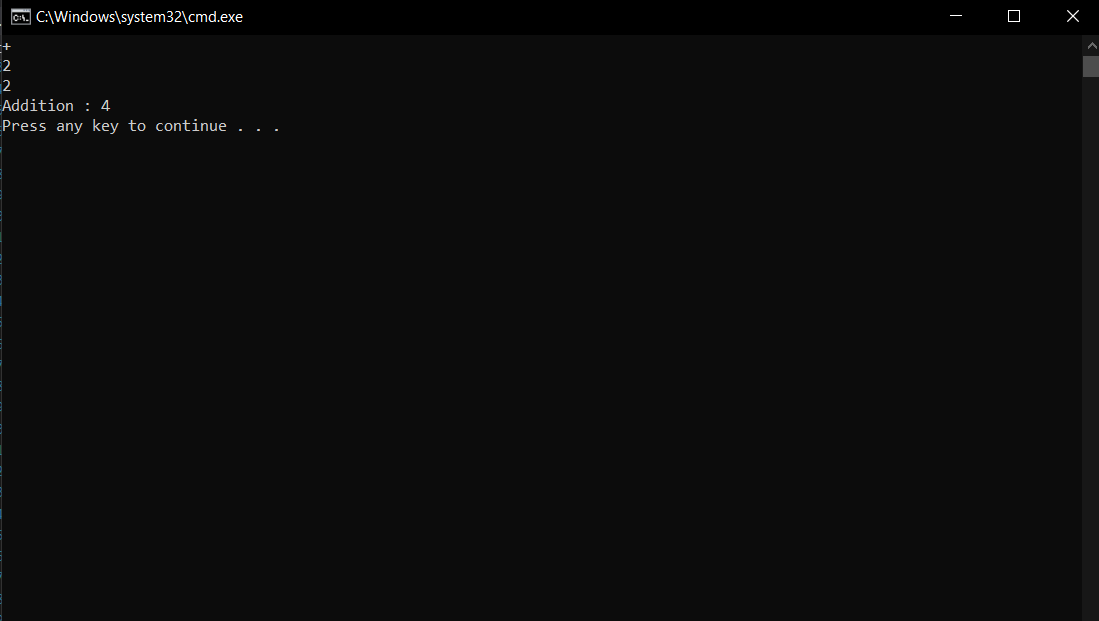 C:\Windows\system32\cmd.exe
+
2
2
Addition : 4
Press any key to continue . . .